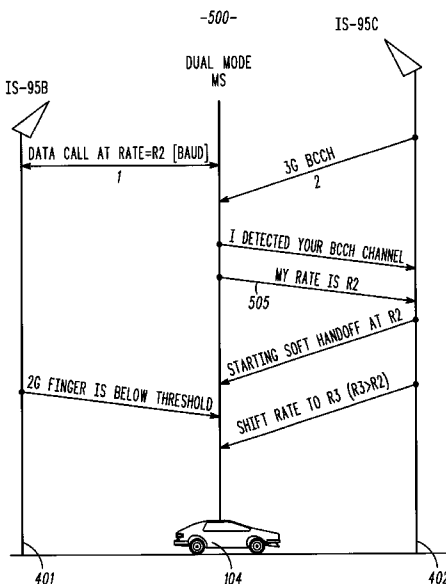 -500-
IS-95C
DUAL MODE
MS
IS-95B
DATA CALL AT RATE=R2 [BAUD]
1
3G BCCH
2
I DETECTED YOUR BCCH CHANNEL
MY RATE IS R2
505
STARTING SOFT HANDOFF AT R2
2G FINGER IS BELOW THRESHOLD
SHIFT RATE TO R3 (R3>R2)
401
104
402